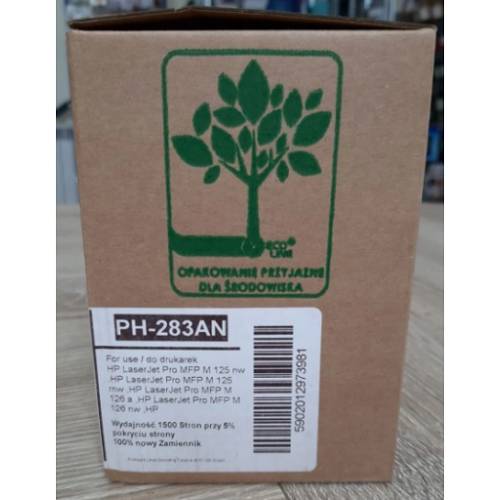 ECO
LINE
OPAKOWANIE PRZYJAZNE
DLA ŚRODOWISKA
PH-283AN
For use / do drukarek
HP LaserJet Pro MFP M 125 nw
,HP LaserJet Pro MFP M 125
rnw ,HP LaserJet Pro MFP M
126 a ,HP LaserJet Pro MFP M
126 nw ,HP
Wydajność 1500 Stron przy 5%
pokryciu strony
100% nowy Zamiennik
5902012973981